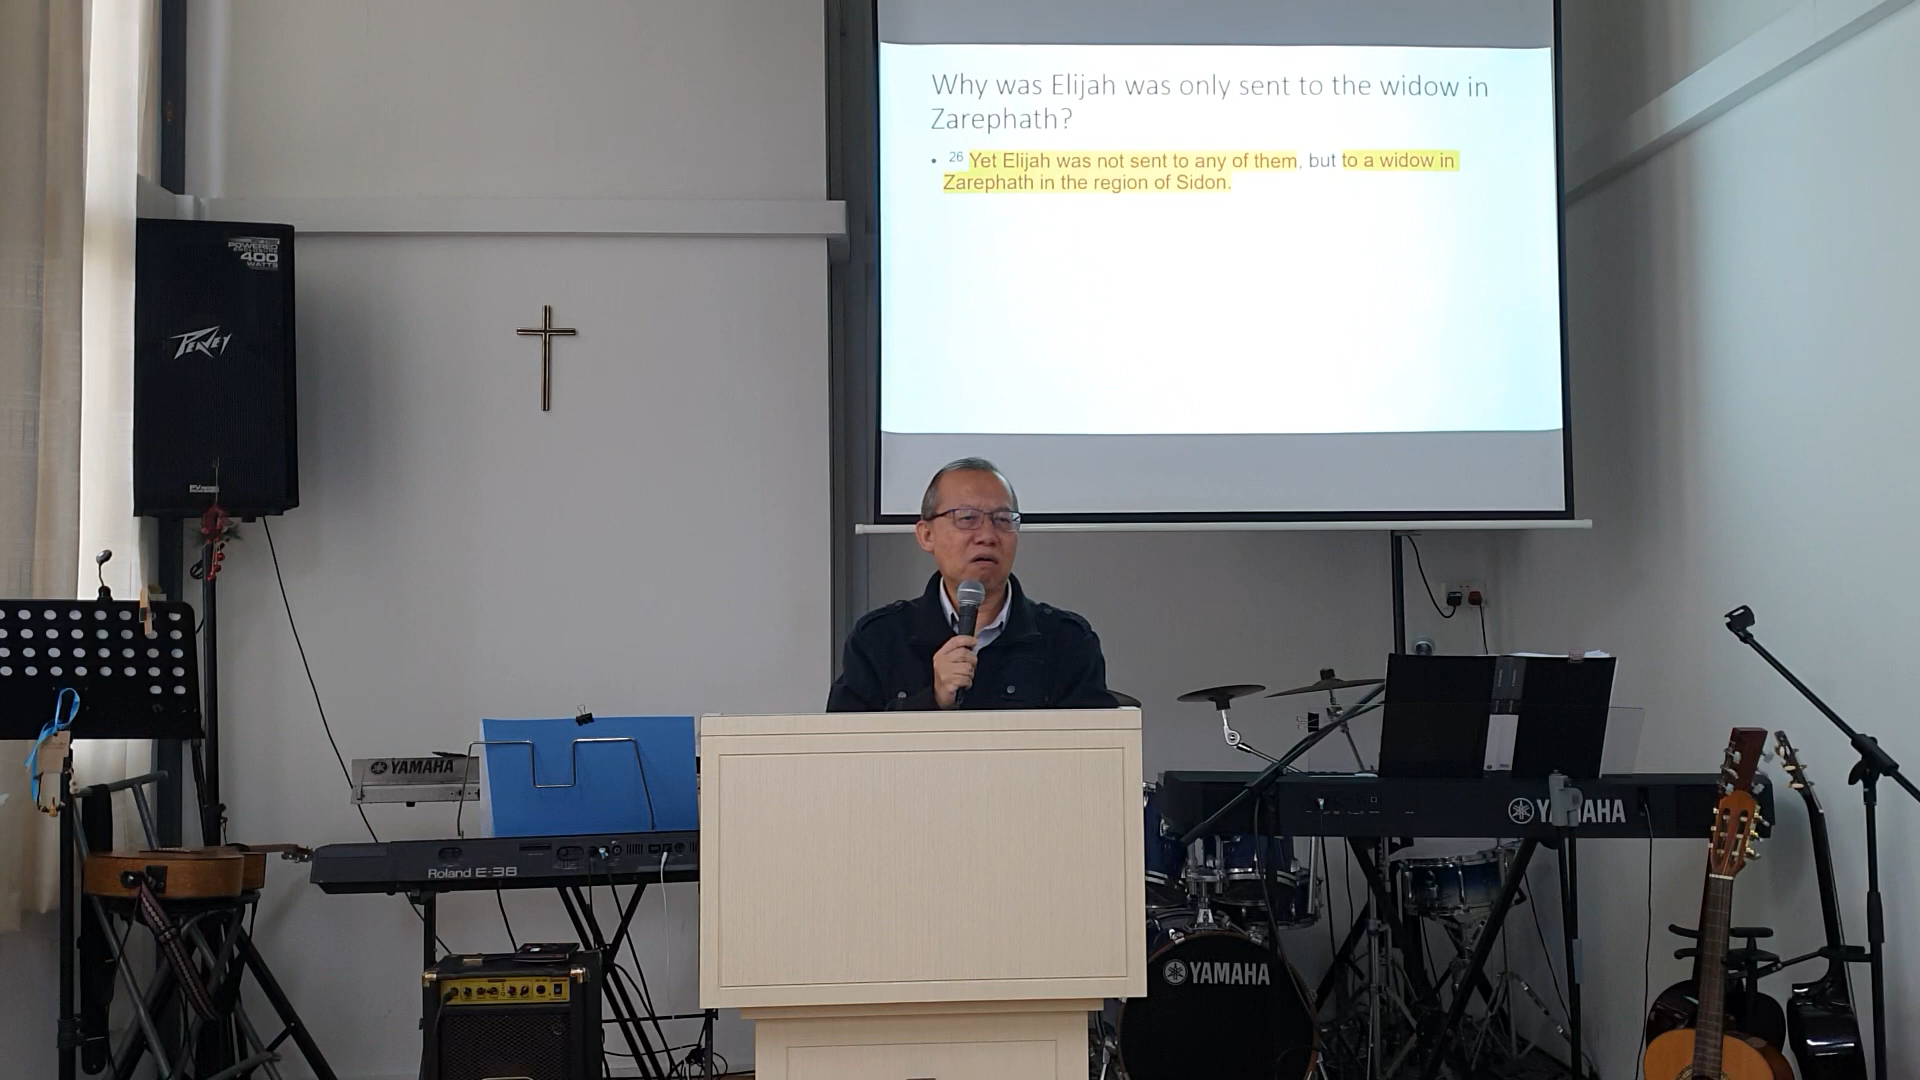 Why was Elijah was only sent to the widow in
Zarephath?
• 26 Yet Elijah was not sent to any of them, but to a widow in
Zarephath in the region of Sidon.
POWERED
ENCLOSURE
400
WATTS
PEAVEY
YAMAHA
Roland E-38
YAMAHA
YAMAHA